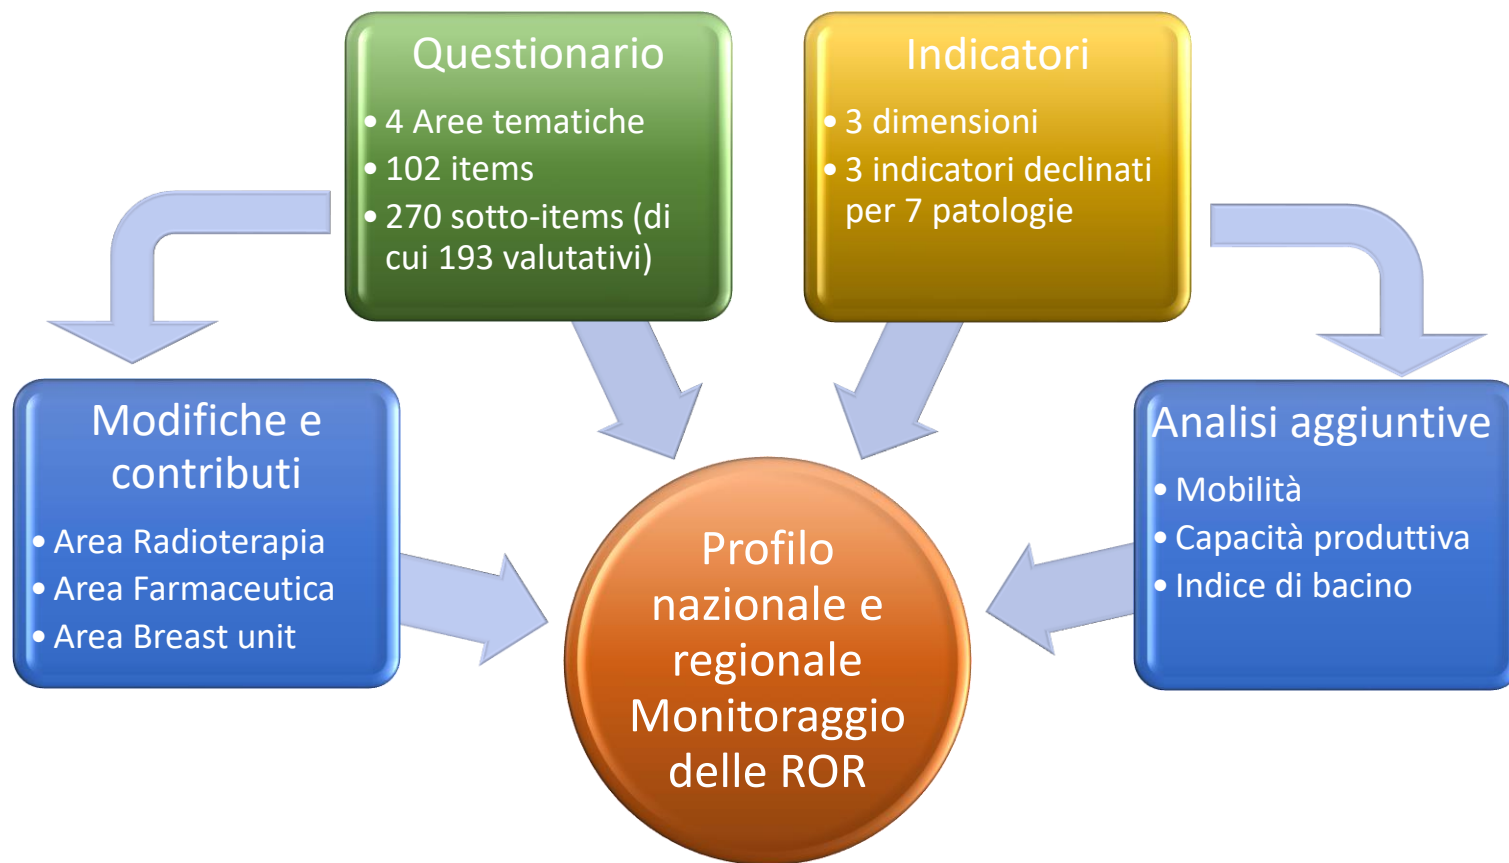 Questionario
• 4 Aree tematiche
• 102 items
• 270 sotto-items (di
cui 193 valutativi)
Indicatori
• 3 dimensioni
• 3 indicatori declinati
per 7 patologie
Modifiche e
contributi
• Area Radioterapia
• Area Farmaceutica
• Area Breast unit
Analisi aggiuntive
• Mobilità
• Capacità produttiva
• Indice di bacino
Profilo
nazionale e
regionale
Monitoraggio
delle ROR